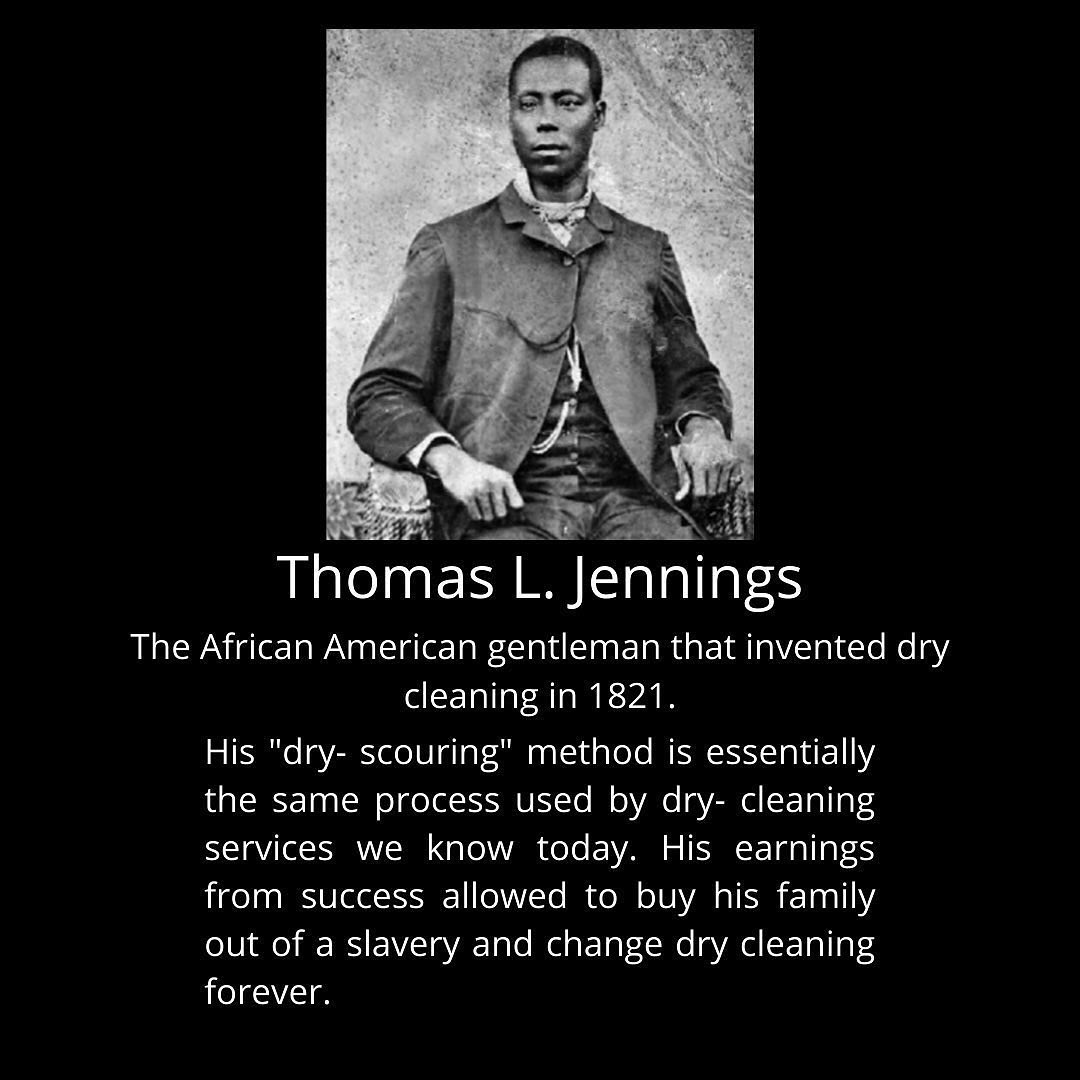 Thomas L. Jennings
The African American gentleman that invented dry
cleaning in 1821.
His "dry- scouring" method is essentially
the same process used by dry- cleaning
services we know today. His earnings
from success allowed to buy his family
out of a slavery and change dry cleaning
forever.